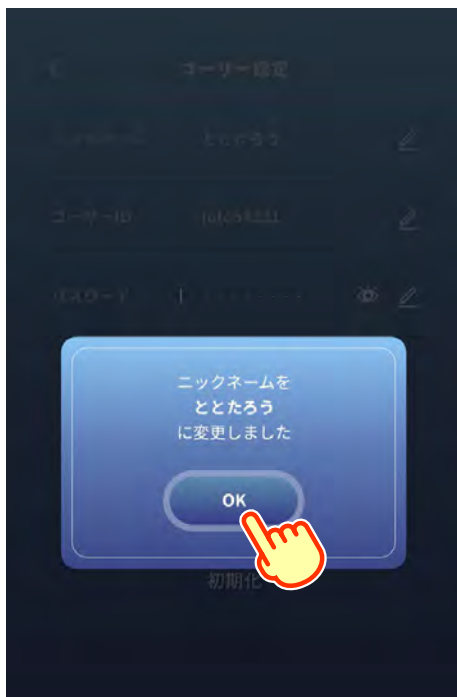 ユーザー設定
ニックネーム ととたろう
ユーザーID
パスワード
ニックネームを
ととたろう
に変更しました
OK
初期化